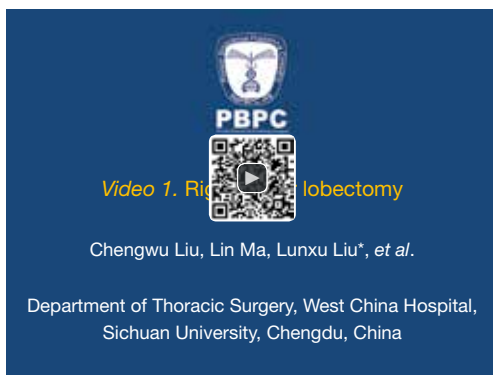 PBPC
Video 1. Rig lobectomy
Chengwu Liu, Lin Ma, Lunxu Liu*, et al.
Department of Thoracic Surgery, West China Hospital,
Sichuan University, Chengdu, China